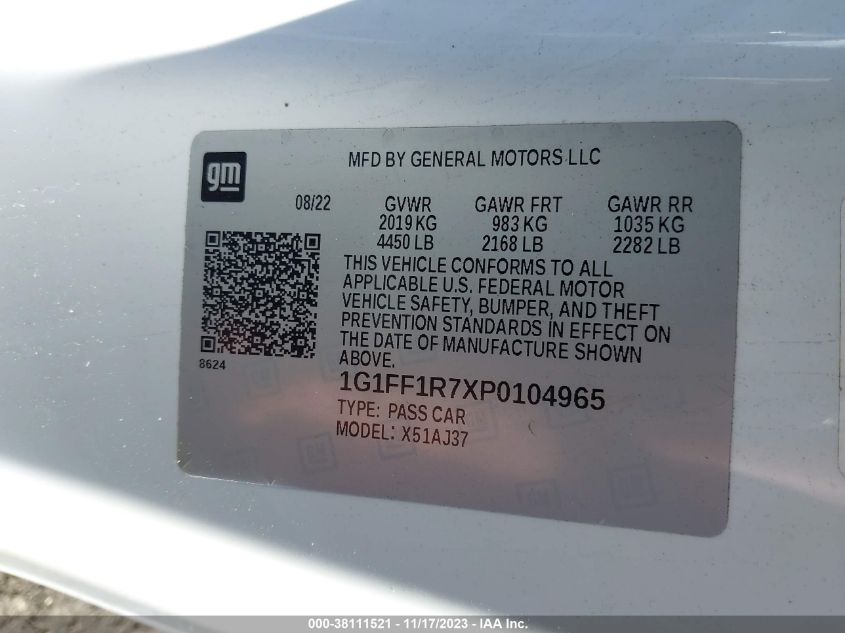 gm
MFD BY GENERAL MOTORS LLC
08/22 GVWR GAWR FRT GAWR RR
2019 KG 983 KG 1035 KG
4450 LB 2168 LB 2282 LB
THIS VEHICLE CONFORMS TO ALL
APPLICABLE U.S. FEDERAL MOTOR
VEHICLE SAFETY, BUMPER, AND THEFT
PREVENTION STANDARDS IN EFFECT ON
THE DATE OF MANUFACTURE SHOWN
ABOVE.
8624
1G1FF1R7XP0104965
TYPE: PASS CAR
MODEL: X51AJ37
000-38111521 - 11/17/2023 - IAA Inc.